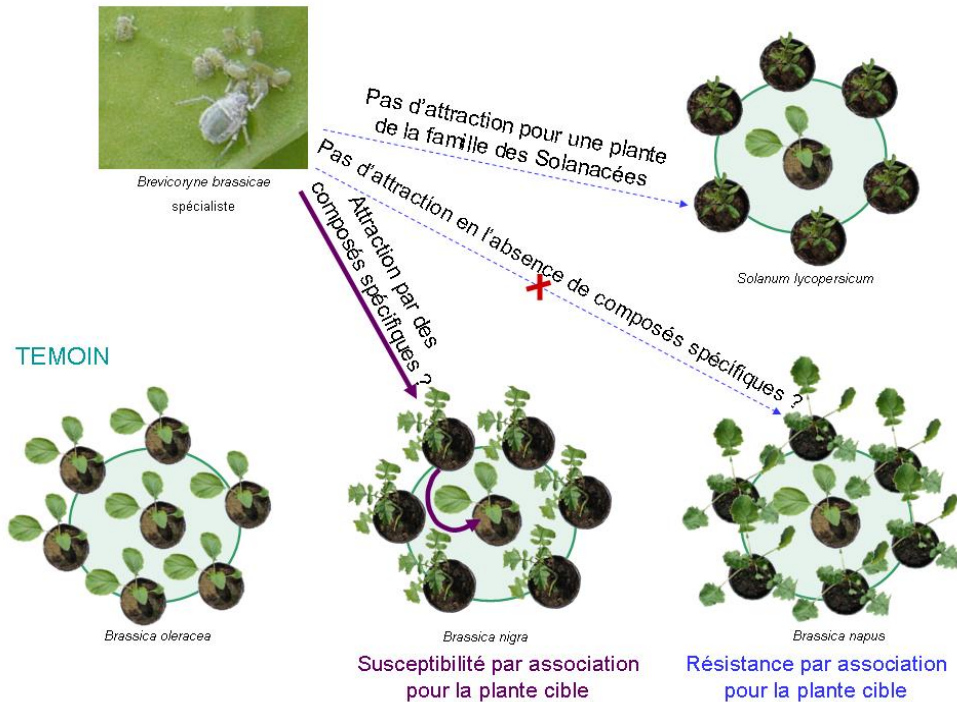 Brevicoryne brassicae
spécialiste
Pas d'attraction pour une plante
de la famille des Solanacées
Solanum lycopersicum
Pas d'attraction en l'absence de composés spécifiques ?
Attraction par des
composés spécifiques ?
TEMOIN
Brassica oleracea
Brassica nigra
Susceptibilité par association
pour la plante cible
Brassica napus
Résistance par association
pour la plante cible